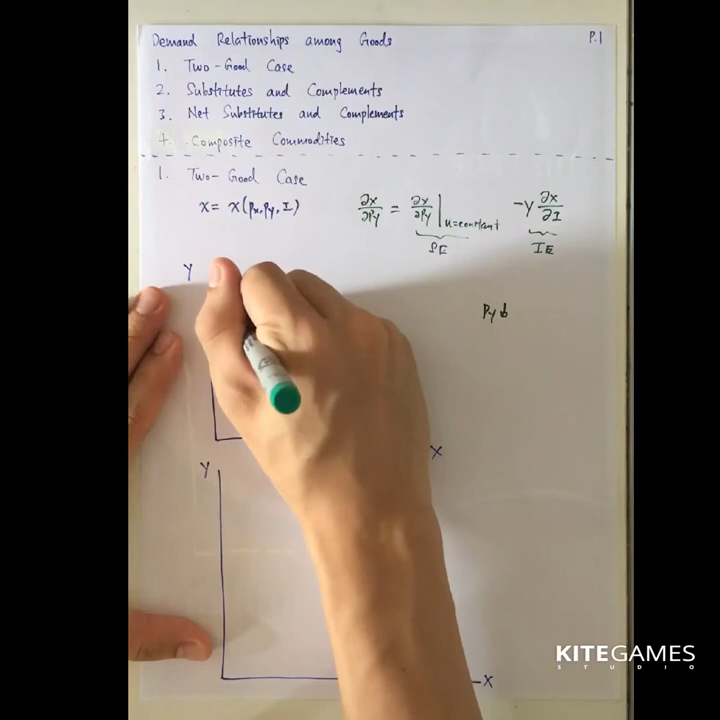 Demand Relationships among Goods P.1
1. Two-Good Case
2. Substitutes and Complements
3. Net Substitutes and Complements
4. Composite Commodities
1. Two-Good Case
x = x(Px, Py, I) ∂x/∂Py = ∂x/∂Py |u=constant -y ∂x/∂I
SE IE
Y
Py↓
X
Y
X
KITEGAMES
STUDIO